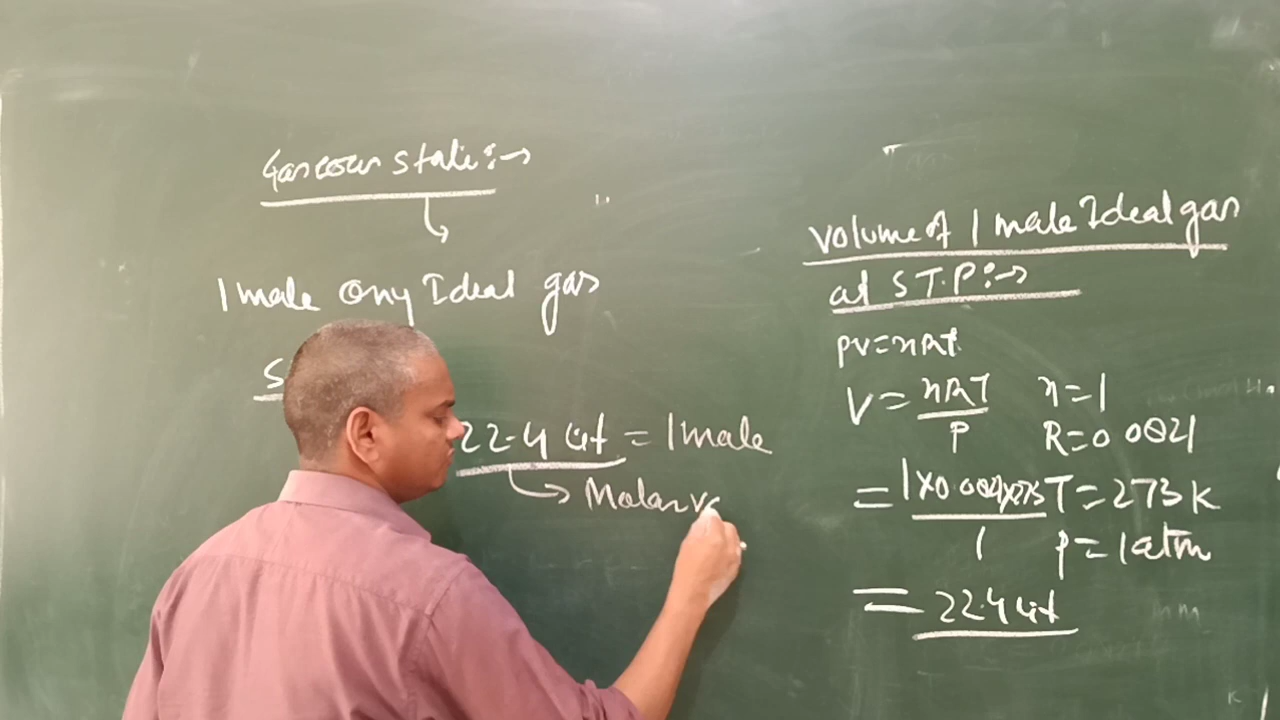 Gaseous state:→
1 mole any Ideal gas
S
22.4 Lit = 1 mole
→ Molar v
Volume of 1 mole Ideal gas
at S.T.P:→
PV=nRT
V = nRT/P n=1
R=0.0821
= 1×0.0821×273/1 T=273K
P=1atm
= 22.4 Lit